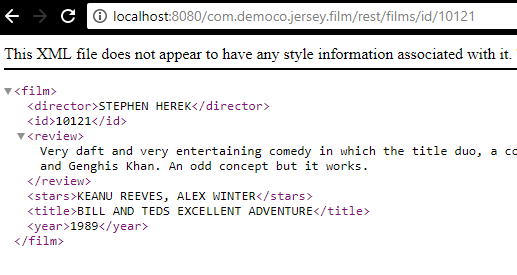 localhost:8080/com.democo.jersey.film/rest/films/id/10121
This XML file does not appear to have any style information associated with it.
<film>
<director>STEPHEN HEREK</director>
<id>10121</id>
<review>
Very daft and very entertaining comedy in which the title duo, a
and Genghis Khan. An odd concept but it works.
</review>
<stars>KEANU REEVES, ALEX WINTER</stars>
<title>BILL AND TEDS EXCELLENT ADVENTURE</title>
<year>1989</year>
</film>